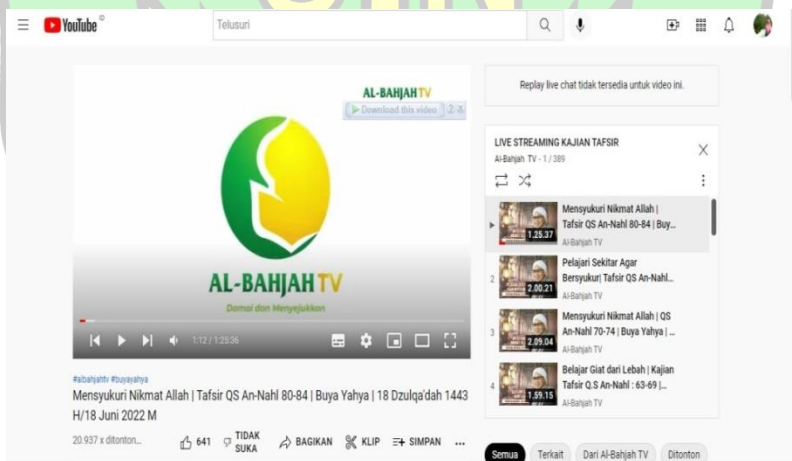 YouTube ID
Telusuri
AL-BAHJAH TV
Download this video
AL-BAHJAH TV
Damai dan Menyejukkan
1:12 / 1:25:36
#albahjahtv #buyayahya
Mensyukuri Nikmat Allah | Tafsir QS An-Nahl 80-84 | Buya Yahya | 18 Dzulqa'dah 1443
H/18 Juni 2022 M
20.937 x ditonton...
641
TIDAK
SUKA
BAGIKAN
KLIP
SIMPAN
...
Replay live chat tidak tersedia untuk video ini.
LIVE STREAMING KAJIAN TAFSIR
Al-Bahjah TV - 1 / 389
Mensyukuri Nikmat Allah |
Tafsir QS An-Nahl 80-84 | Buy...
Al-Bahjah TV
1.25.37
2
Pelajari Sekitar Agar
Bersyukur| Tafsir QS An-Nahl...
Al-Bahjah TV
2.00.21
3
Mensyukuri Nikmat Allah | QS
An-Nahl 70-74 | Buya Yahya | ...
Al-Bahjah TV
2.09.04
4
Belajar Giat dari Lebah | Kajian
Tafsir Q.S An-Nahl : 63-69 |...
Al-Bahjah TV
1.59.15
Semua
Terkait
Dari Al-Bahjah TV
Ditonton